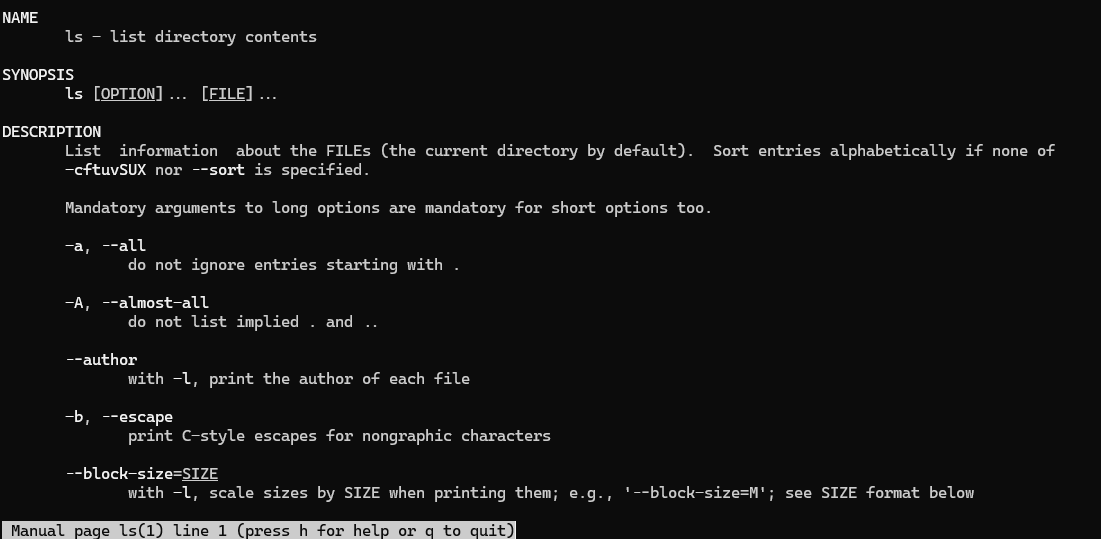 NAME
ls - list directory contents
SYNOPSIS
ls [OPTION]... [FILE]...
DESCRIPTION
List  information  about the FILEs (the current directory by default).  Sort entries alphabetically if none of
-cftuvSUX nor --sort is specified.
Mandatory arguments to long options are mandatory for short options too.
-a, --all
do not ignore entries starting with .
-A, --almost-all
do not list implied . and ..
--author
with -l, print the author of each file
-b, --escape
print C-style escapes for nongraphic characters
--block-size=SIZE
with -l, scale sizes by SIZE when printing them; e.g., '--block-size=M'; see SIZE format below
Manual page ls(1) line 1 (press h for help or q to quit)